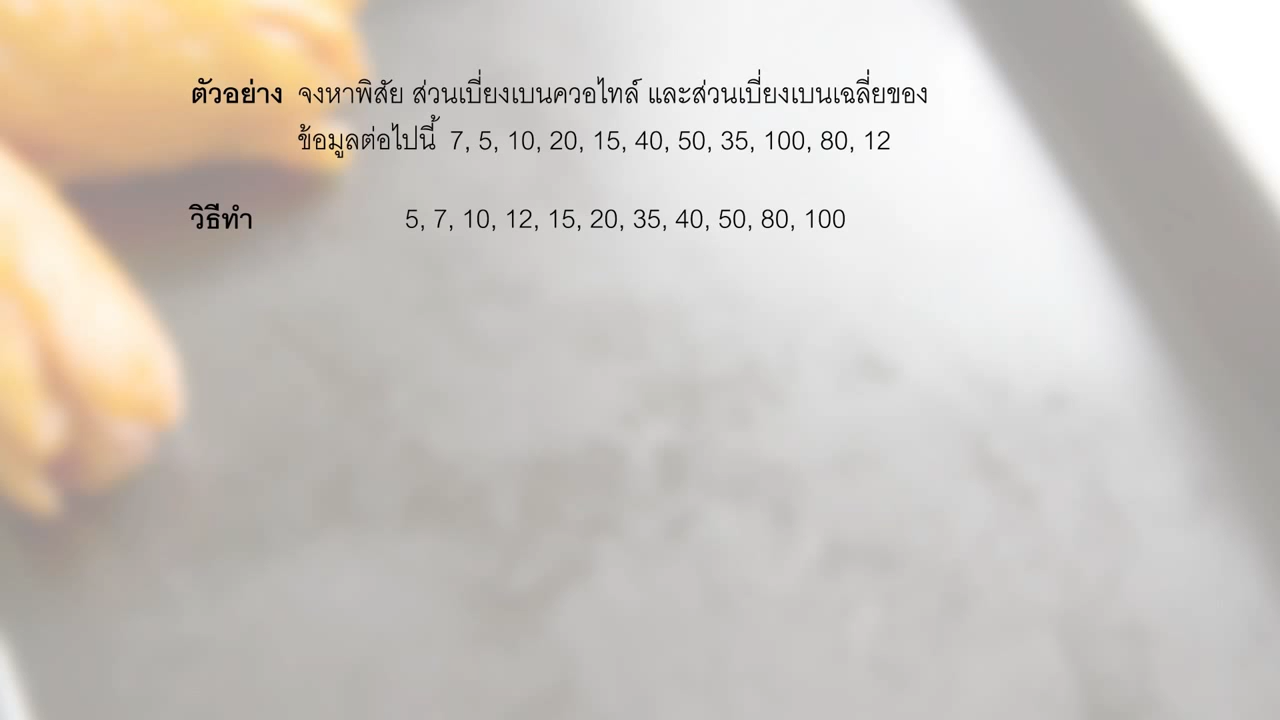 ตัวอย่าง จงหาพิสัย ส่วนเบี่ยงเบนควอไทล์ และส่วนเบี่ยงเบนเฉลี่ยของ
ข้อมูลต่อไปนี้ 7, 5, 10, 20, 15, 40, 50, 35, 100, 80, 12
วิธีทำ 5, 7, 10, 12, 15, 20, 35, 40, 50, 80, 100